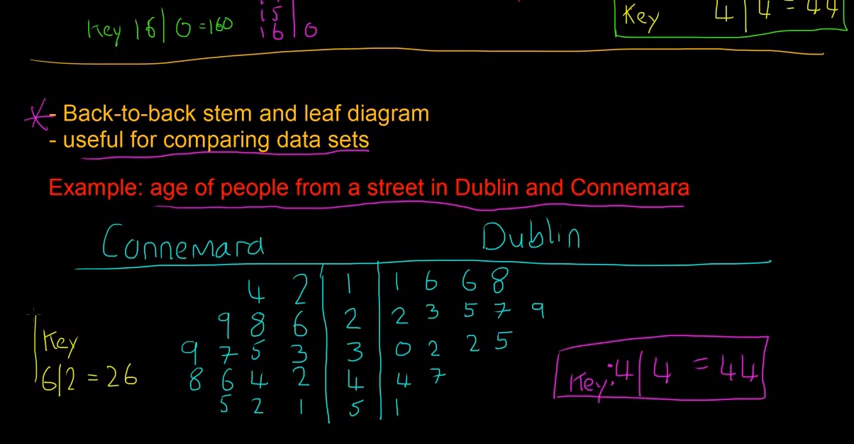 15
Key 16|0=160 16|0
Key 4|4=44
- Back-to-back stem and leaf diagram
- useful for comparing data sets
Example: age of people from a street in Dublin and Connemara
Connemara Dublin
4 2 | 1 | 1 6 6 8
9 8 6 | 2 | 2 3 5 7 9
9 7 5 3 | 3 | 0 2 2 5
8 6 4 2 | 4 | 4 7
5 2 1 | 5 | 1
Key
6|2=26
Key:4|4=44